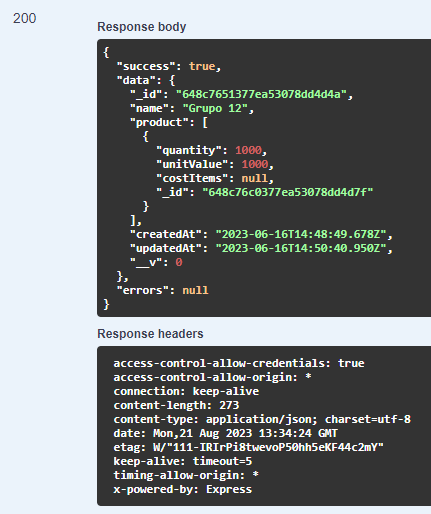 200
Response body
{
  "success": true,
  "data": {
    "_id": "648c7651377ea53078dd4d4a",
    "name": "Grupo 12",
    "product": [
      {
        "quantity": 1000,
        "unitValue": 1000,
        "costItems": null,
        "_id": "648c76c0377ea53078dd4d7f"
      }
    ],
    "createdAt": "2023-06-16T14:48:49.678Z",
    "updatedAt": "2023-06-16T14:50:40.950Z",
    "__v": 0
  },
  "errors": null
}
Response headers
access-control-allow-credentials: true
access-control-allow-origin: *
connection: keep-alive
content-length: 273
content-type: application/json; charset=utf-8
date: Mon,21 Aug 2023 13:34:24 GMT
etag: W/"111-IRIrPi8twevoP50hh5eKF44c2mY"
keep-alive: timeout=5
timing-allow-origin: *
x-powered-by: Express